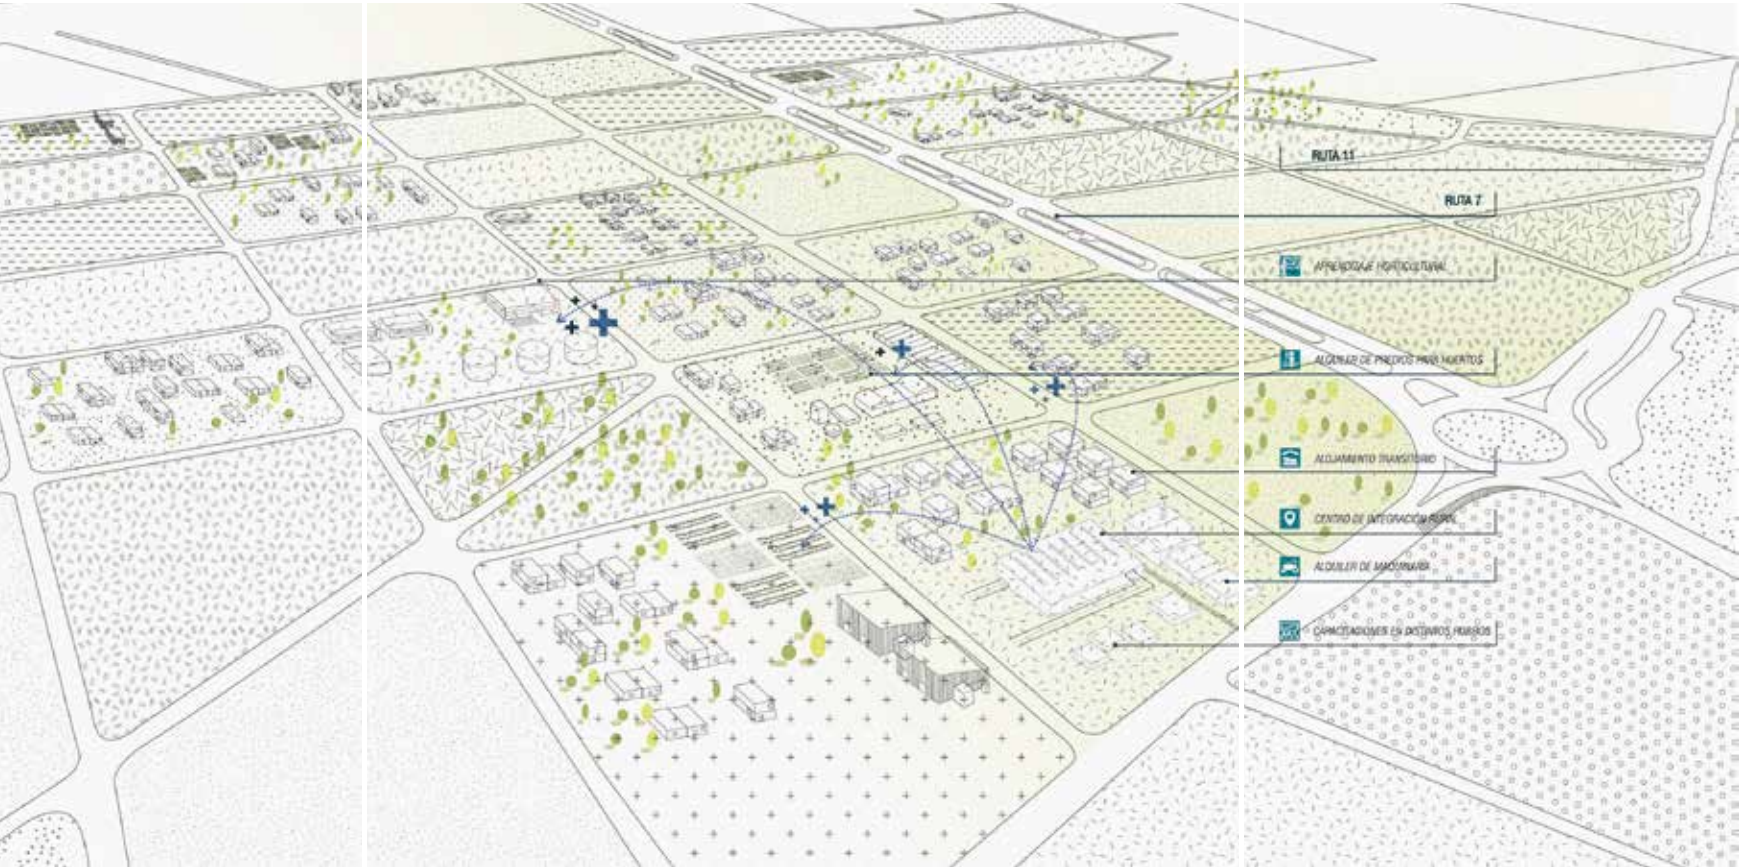 RUTA 11
RUTA 7
APRENDIZAJE HORTICULTURAL
ALQUILER DE PREDIOS PARA HUERTOS
ALOJAMIENTO TRANSITORIO
CENTRO DE INTEGRACIÓN RURAL
ALQUILER DE MAQUINARIA
CAPACITACIONES EN DISTINTOS RUBROS